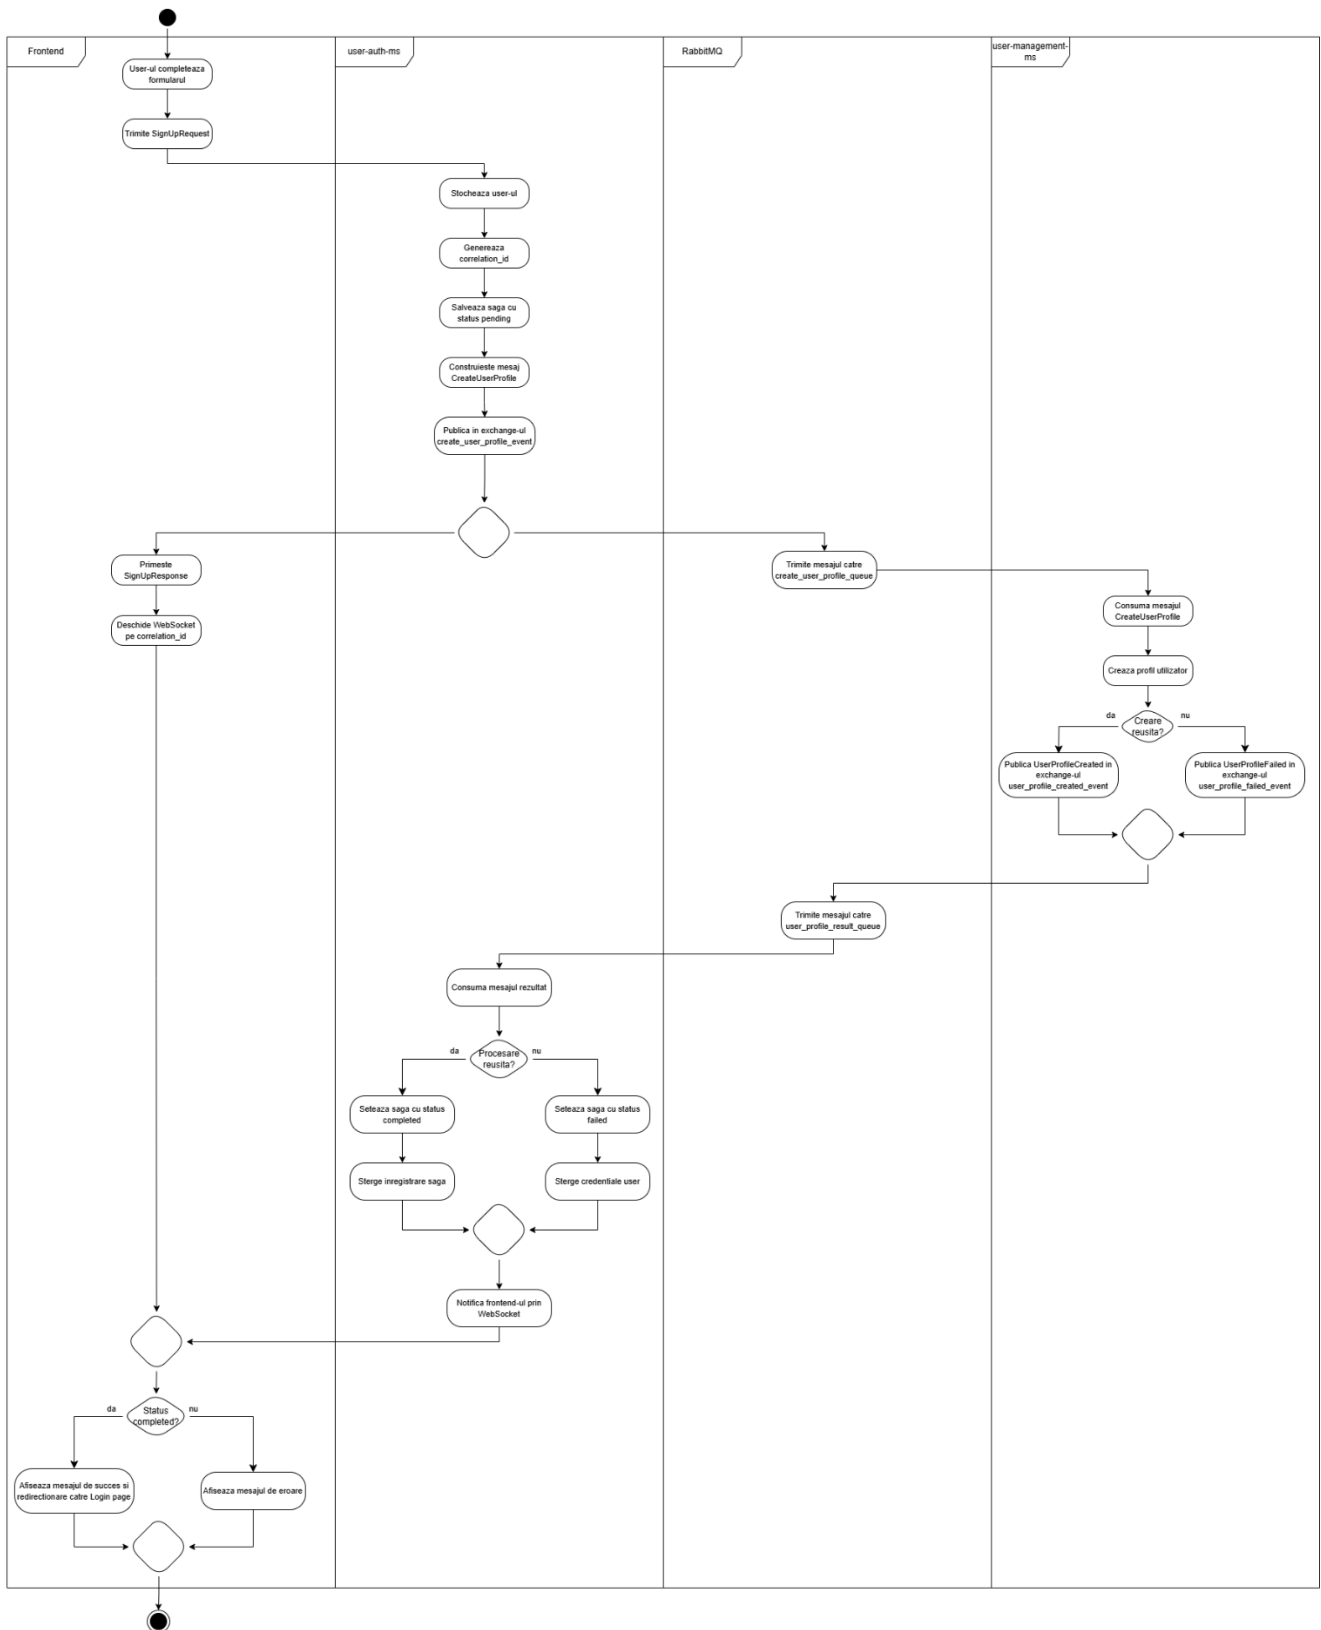 Frontend
user-auth-ms
RabbitMQ
user-management-
ms
User-ul completeaza
formularul
Trimite SignUpRequest
Stocheaza user-ul
Genereaza
correlation_id
Salveaza saga cu
status pending
Construieste mesaj
CreateUserProfile
Publica in exchange-ul
create_user_profile_event
Primeste
SignUpResponse
Deschide WebSocket
pe correlation_id
Trimite mesajul catre
create_user_profile_queue
Consuma mesajul
CreateUserProfile
Creaza profil utilizator
da
Creare
reusita?
nu
Publica UserProfileCreated in
exchange-ul
user_profile_created_event
Publica UserProfileFailed in
exchange-ul
user_profile_failed_event
Trimite mesajul catre
user_profile_result_queue
Consuma mesajul rezultat
da
Procesare
reusita?
nu
Seteaza saga cu status
completed
Seteaza saga cu status
failed
Sterge inregistrare saga
Sterge credentiale user
Notifica frontend-ul prin
WebSocket
da
Status
completed?
nu
Afiseaza mesajul de succes si
redirectionare catre Login page
Afiseaza mesajul de eroare